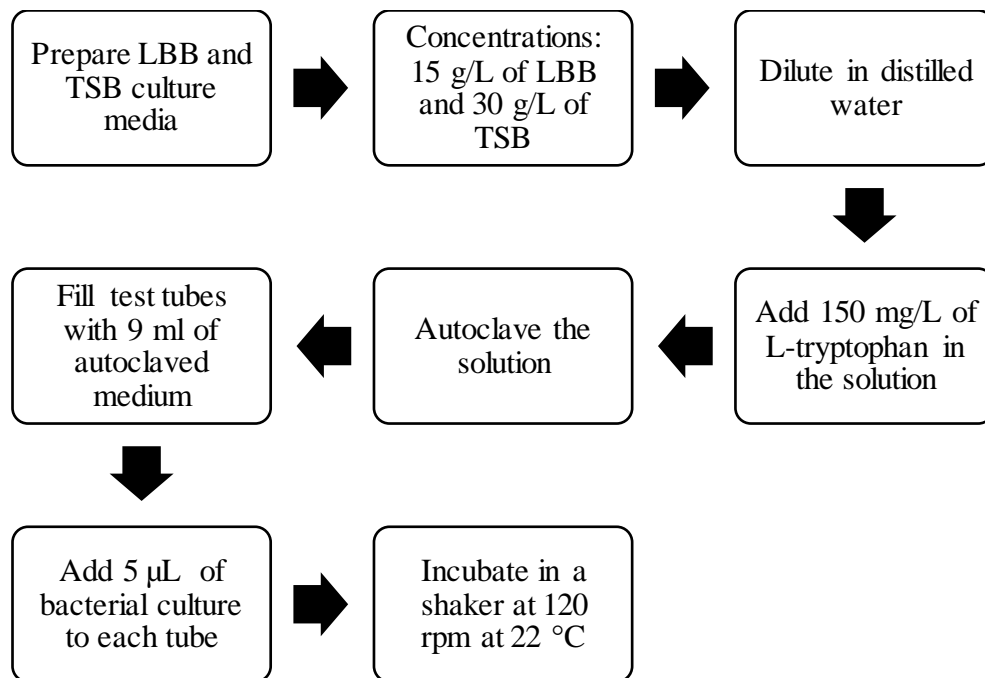 Prepare LBB and
TSB culture
media
Concentrations:
15 g/L of LBB
and 30 g/L of
TSB
Dilute in distilled
water
Add 150 mg/L of
L-tryptophan in
the solution
Autoclave the
solution
Fill test tubes
with 9 ml of
autoclaved
medium
Add 5 µL of
bacterial culture
to each tube
Incubate in a
shaker at 120
rpm at 22 °C